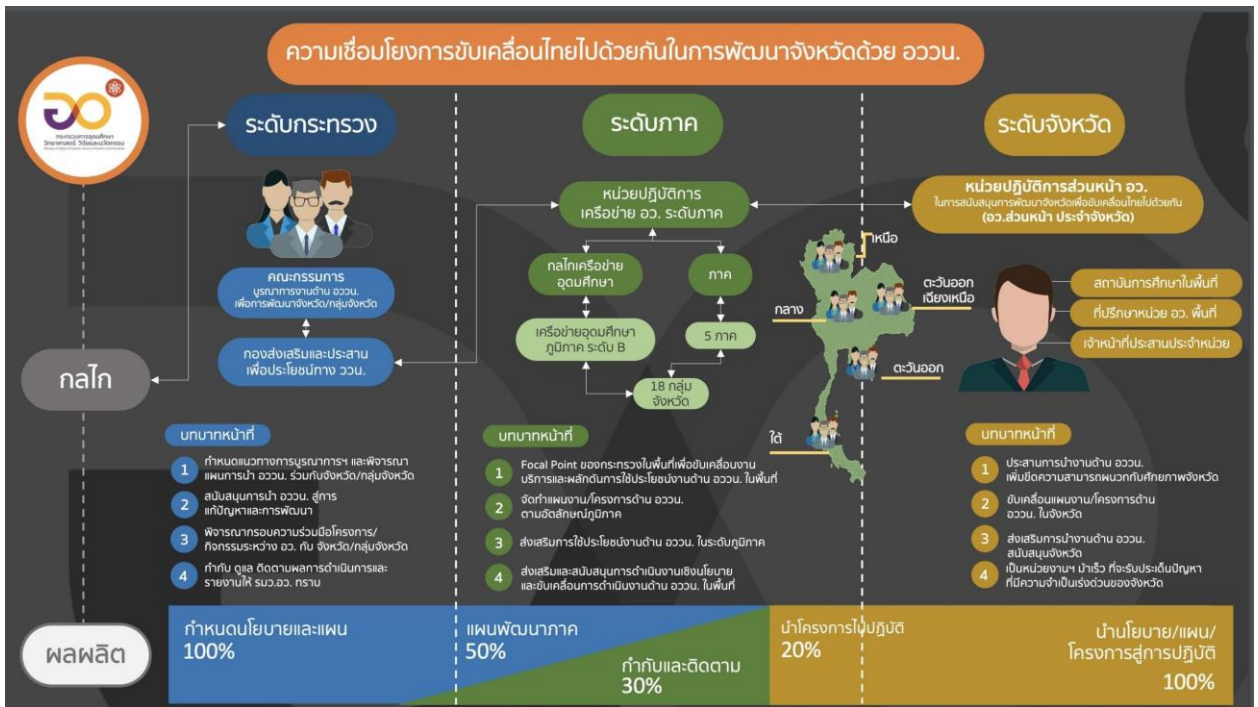 ความเชื่อมโยงการขับเคลื่อนไทยไปด้วยกันในการพัฒนาจังหวัดด้วย อววน.
กระทรวงการอุดมศึกษา
วิทยาศาสตร์ วิจัยและนวัตกรรม
ระดับกระทรวง
ระดับภาค
ระดับจังหวัด
คณะกรรมการ
บูรณาการงานด้าน อววน.
เพื่อการพัฒนาจังหวัด/กลุ่มจังหวัด
กองส่งเสริมและประสาน
เพื่อประโยชน์ทาง ววน.
หน่วยปฏิบัติการ
เครือข่าย อว. ระดับภาค
กลไกเครือข่าย
อุดมศึกษา
ภาค
เครือข่ายอุดมศึกษา
ภูมิภาค ระดับ B
5 ภาค
18 กลุ่ม
จังหวัด
หน่วยปฏิบัติการส่วนหน้า อว.
ในการสนับสนุนการพัฒนาจังหวัดเพื่อขับเคลื่อนไทยไปด้วยกัน
(อว.ส่วนหน้า ประจำจังหวัด)
เหนือ
ตะวันออก
เฉียงเหนือ
กลาง
ตะวันออก
ใต้
สถาบันการศึกษาในพื้นที่
ที่ปรึกษาหน่วย อว. พื้นที่
เจ้าหน้าที่ประสานประจำหน่วย
กลไก
บทบาทหน้าที่
1 กำหนดแนวทางการบูรณาการฯ และพิจารณา
แผนการนำ อววน. ร่วมกับจังหวัด/กลุ่มจังหวัด
2 สนับสนุนการนำ อววน. สู่การ
แก้ปัญหาและการพัฒนา
3 พิจารณากรอบความร่วมมือโครงการ/
กิจกรรมระหว่าง อว. กับ จังหวัด/กลุ่มจังหวัด
4 กำกับ ดูแล ติดตามผลการดำเนินการและ
รายงานให้ รมว.อว. ทราบ
บทบาทหน้าที่
1 Focal Point ของกระทรวงในพื้นที่เพื่อขับเคลื่อนงาน
บริการและผลักดันการใช้ประโยชน์งานด้าน อววน. ในพื้นที่
2 จัดทำแผนงาน/โครงการด้าน อววน.
ตามอัตลักษณ์ภูมิภาค
3 ส่งเสริมการใช้ประโยชน์งานด้าน อววน. ในระดับภูมิภาค
4 ส่งเสริมและสนับสนุนการดำเนินงานเชิงนโยบาย
และขับเคลื่อนการดำเนินงานด้าน อววน. ในพื้นที่
บทบาทหน้าที่
1 ประสานการนำงานด้าน อววน.
เพิ่มขีดความสามารถผนวกกับศักยภาพจังหวัด
2 ขับเคลื่อนแผนงาน/โครงการด้าน
อววน. ในจังหวัด
3 ส่งเสริมการนำงานด้าน อววน.
สนับสนุนจังหวัด
4 เป็นหน่วยงานฯ ม้าเร็ว ที่จะรับประเด็นปัญหา
ที่มีความจำเป็นเร่งด่วนของจังหวัด
ผลผลิต
กำหนดนโยบายและแผน
100%
แผนพัฒนาภาค
50%
กำกับและติดตาม
30%
นำโครงการไปปฏิบัติ
20%
นำนโยบาย/แผน/
โครงการสู่การปฏิบัติ
100%